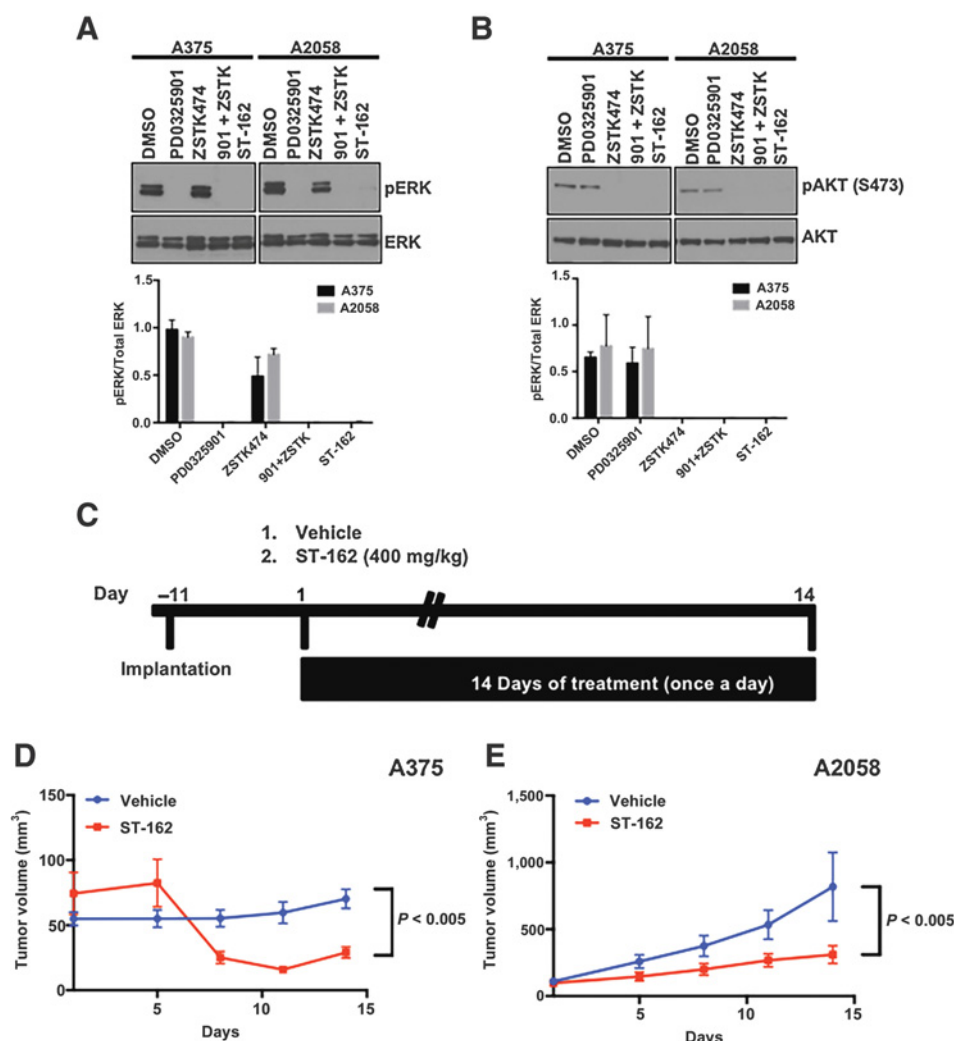 A
A375 A2058
DMSO
PD0325901
ZSTK474
901 + ZSTK
ST-162
DMSO
PD0325901
ZSTK474
901 + ZSTK
ST-162
pERK
ERK
pERK/Total ERK
1.5
1.0
0.5
0.0
A375
A2058
DMSO
PD0325901
ZSTK474
901+ZSTK
ST-162
B
A375 A2058
DMSO
PD0325901
ZSTK474
901 + ZSTK
ST-162
DMSO
PD0325901
ZSTK474
901 + ZSTK
ST-162
pAKT (S473)
AKT
pERK/Total ERK
1.5
1.0
0.5
0.0
A375
A2058
DMSO
PD0325901
ZSTK474
901+ZSTK
ST-162
C
1. Vehicle
2. ST-162 (400 mg/kg)
Day –11 1 14
Implantation
14 Days of treatment (once a day)
D A375
Tumor volume (mm3)
150
100
50
0
Vehicle
ST-162
P < 0.005
5 10 15
Days
E A2058
Tumor volume (mm3)
1,500
1,000
500
0
Vehicle
ST-162
P < 0.005
5 10 15
Days